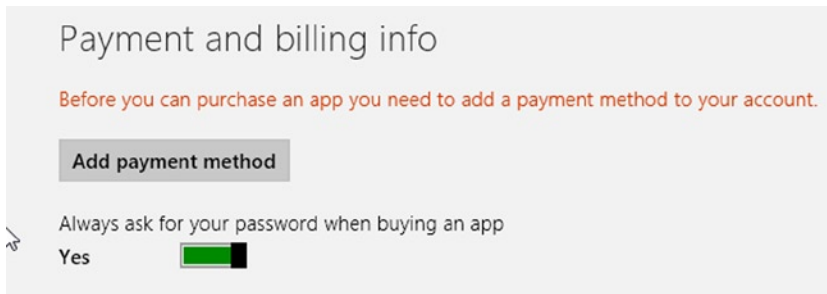 Payment and billing info
Before you can purchase an app you need to add a payment method to your account.
Add payment method
Always ask for your password when buying an app
Yes